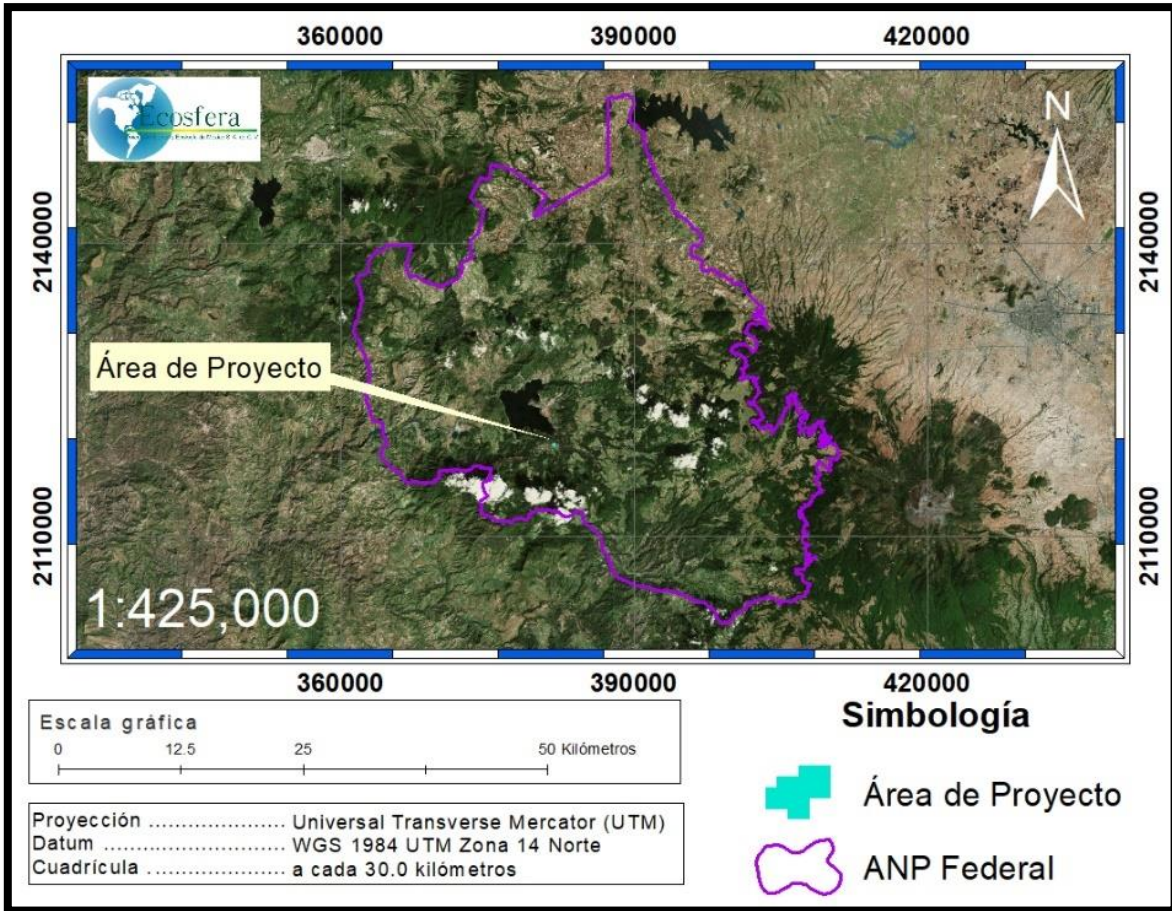 360000
390000
420000
Ecosfera
N
2140000
2140000
Área de Proyecto
2110000
2110000
1:425,000
360000
390000
420000
Escala gráfica
0 12.5 25 50 Kilómetros
Simbología
Área de Proyecto
ANP Federal
Proyección ...................... Universal Transverse Mercator (UTM)
Datum ............................ WGS 1984 UTM Zona 14 Norte
Cuadrícula ...................... a cada 30.0 kilómetros